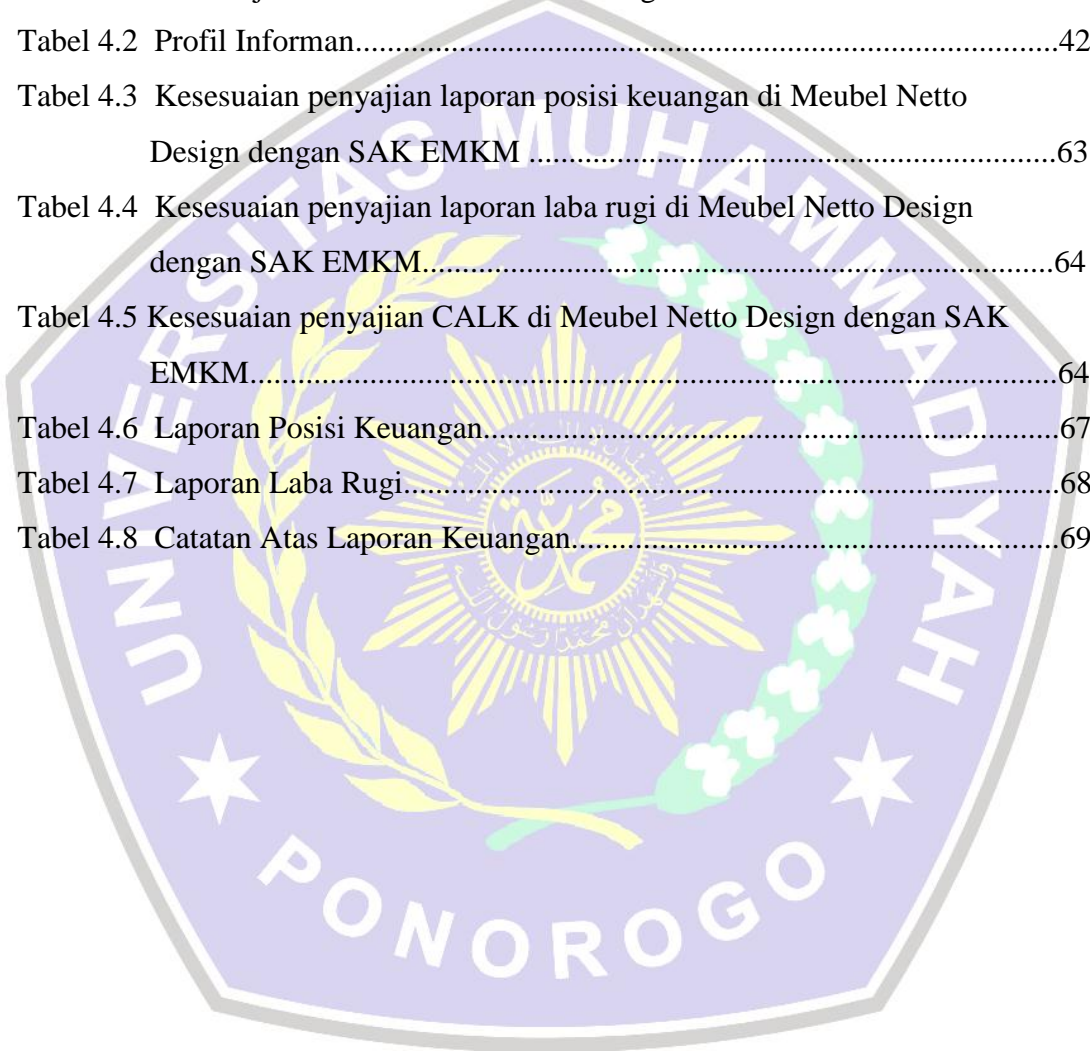 Tabel 4.2 Profil Informan....................................................................................42
Tabel 4.3 Kesesuaian penyajian laporan posisi keuangan di Meubel Netto
Design dengan SAK EMKM ..................................................................63
Tabel 4.4 Kesesuaian penyajian laporan laba rugi di Meubel Netto Design
dengan SAK EMKM...............................................................................64
Tabel 4.5 Kesesuaian penyajian CALK di Meubel Netto Design dengan SAK
EMKM.....................................................................................................64
Tabel 4.6 Laporan Posisi Keuangan........................................................................67
Tabel 4.7 Laporan Laba Rugi..................................................................................68
Tabel 4.8 Catatan Atas Laporan Keuangan.............................................................69
UNIVERSITAS MUHAMMADIYAH
PONOROGO